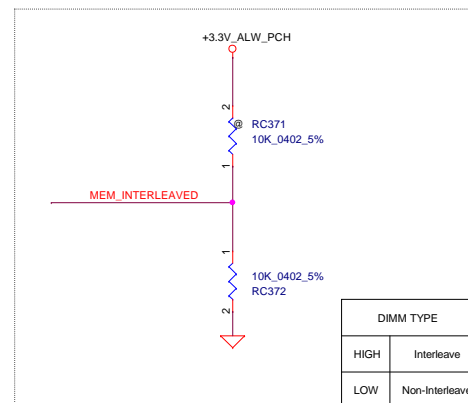 +3.3V_ALW_PCH
2
@ RC371
10K_0402_5%
1
MEM_INTERLEAVED
1
10K_0402_5%
RC372
2
DIMM TYPE
HIGH Interleave
LOW Non-Interleave